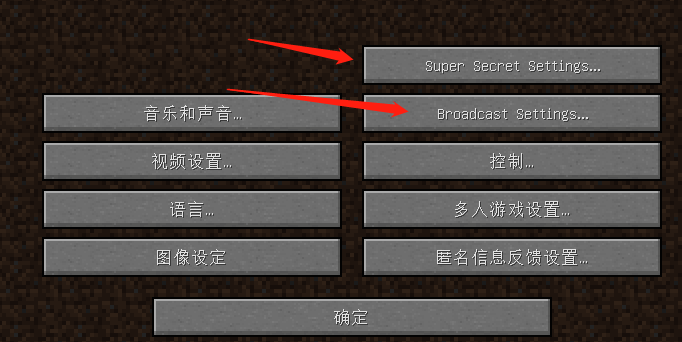 Super Secret Settings...
音乐和声音...
Broadcast Settings...
视频设置...
控制...
语言...
多人游戏设置...
图像设定
匿名信息反馈设置...
确定